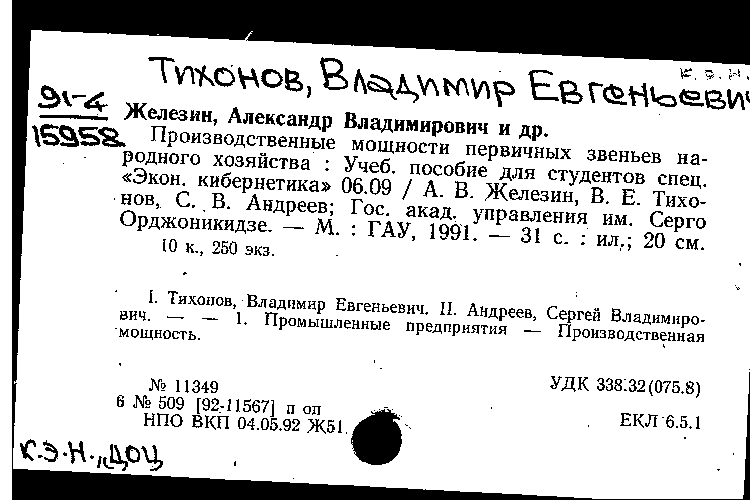 к.э.н.
Тихонов, Владимир Евгеньевич
91-4
15958
Железин, Александр Владимирович и др.
Производственные мощности первичных звеньев на-
родного хозяйства : Учеб. пособие для студентов спец.
«Экон. кибернетика» 06.09 / А. В. Железин, В. Е. Тихо-
нов, С. В. Андреев; Гос. акад. управления им. Серго
Орджоникидзе. — М. : ГАУ, 1991. — 31 с. : ил.; 20 см.
10 к., 250 экз.
I. Тихонов, Владимир Евгеньевич. II. Андреев, Сергей Владимиро-
вич. — — 1. Промышленные предприятия — Производственная
мощность.
№ 11349
УДК 338.32(075.8)
6 № 509 [92-11567] п оп
НПО ВКП 04.05.92 Ж51
ЕКЛ 6.5.1
К.Э.Н., ДОЦ